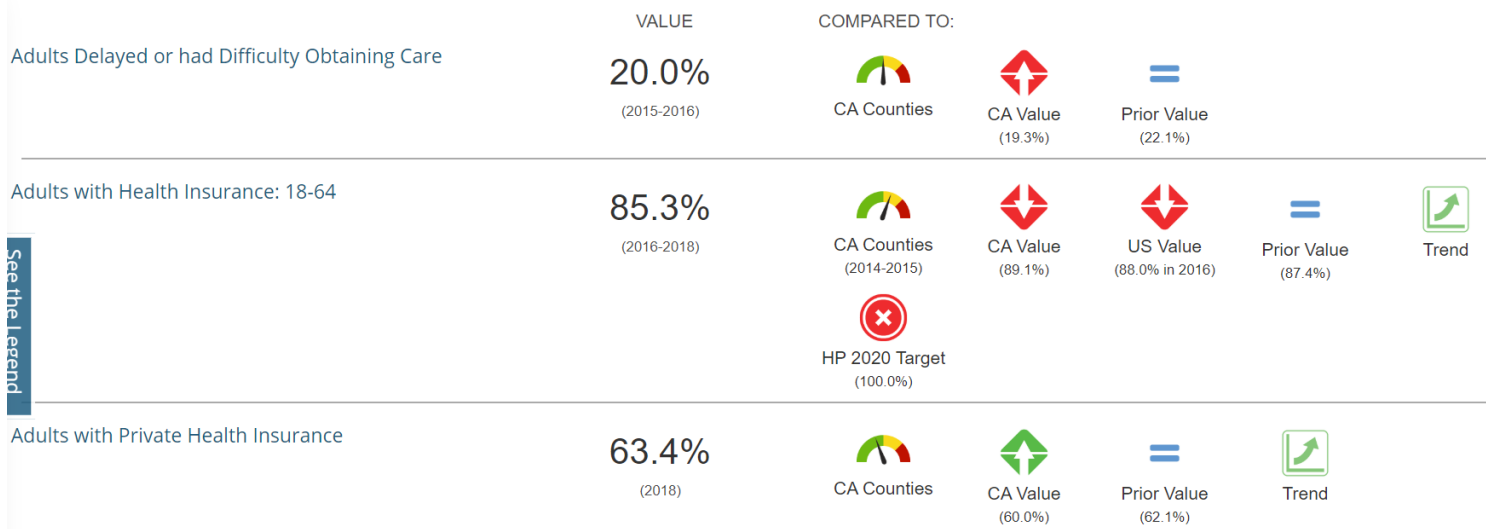 VALUE COMPARED TO:
Adults Delayed or had Difficulty Obtaining Care
20.0%
(2015-2016)
CA Counties
CA Value
(19.3%)
Prior Value
(22.1%)
Adults with Health Insurance: 18-64
85.3%
(2016-2018)
CA Counties
(2014-2015)
CA Value
(89.1%)
US Value
(88.0% in 2016)
Prior Value
(87.4%)
Trend
HP 2020 Target
(100.0%)
See the Legend
Adults with Private Health Insurance
63.4%
(2018)
CA Counties
CA Value
(60.0%)
Prior Value
(62.1%)
Trend